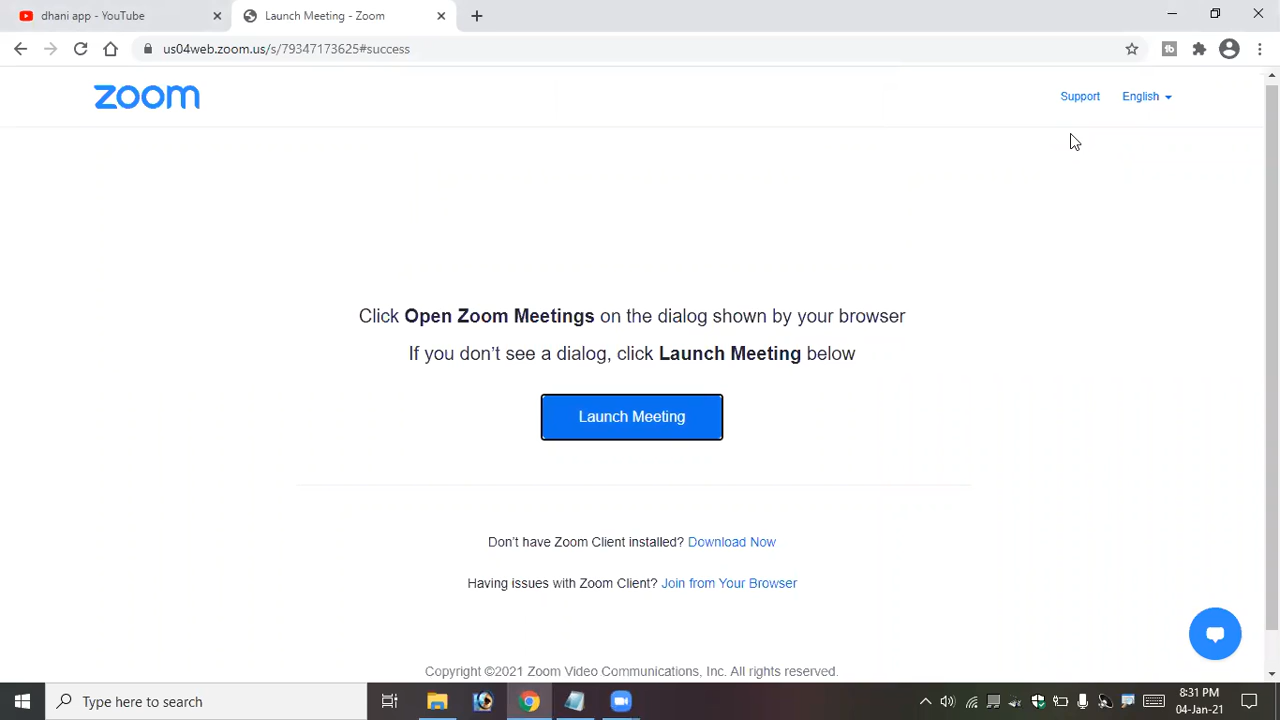 dhani app - YouTube
Launch Meeting - Zoom
us04web.zoom.us/s/79347173625#success
zoom
Support
English
Click Open Zoom Meetings on the dialog shown by your browser
If you don't see a dialog, click Launch Meeting below
Launch Meeting
Don't have Zoom Client installed? Download Now
Having issues with Zoom Client? Join from Your Browser
Copyright ©2021 Zoom Video Communications, Inc. All rights reserved.
Type here to search
8:31 PM
04-Jan-21